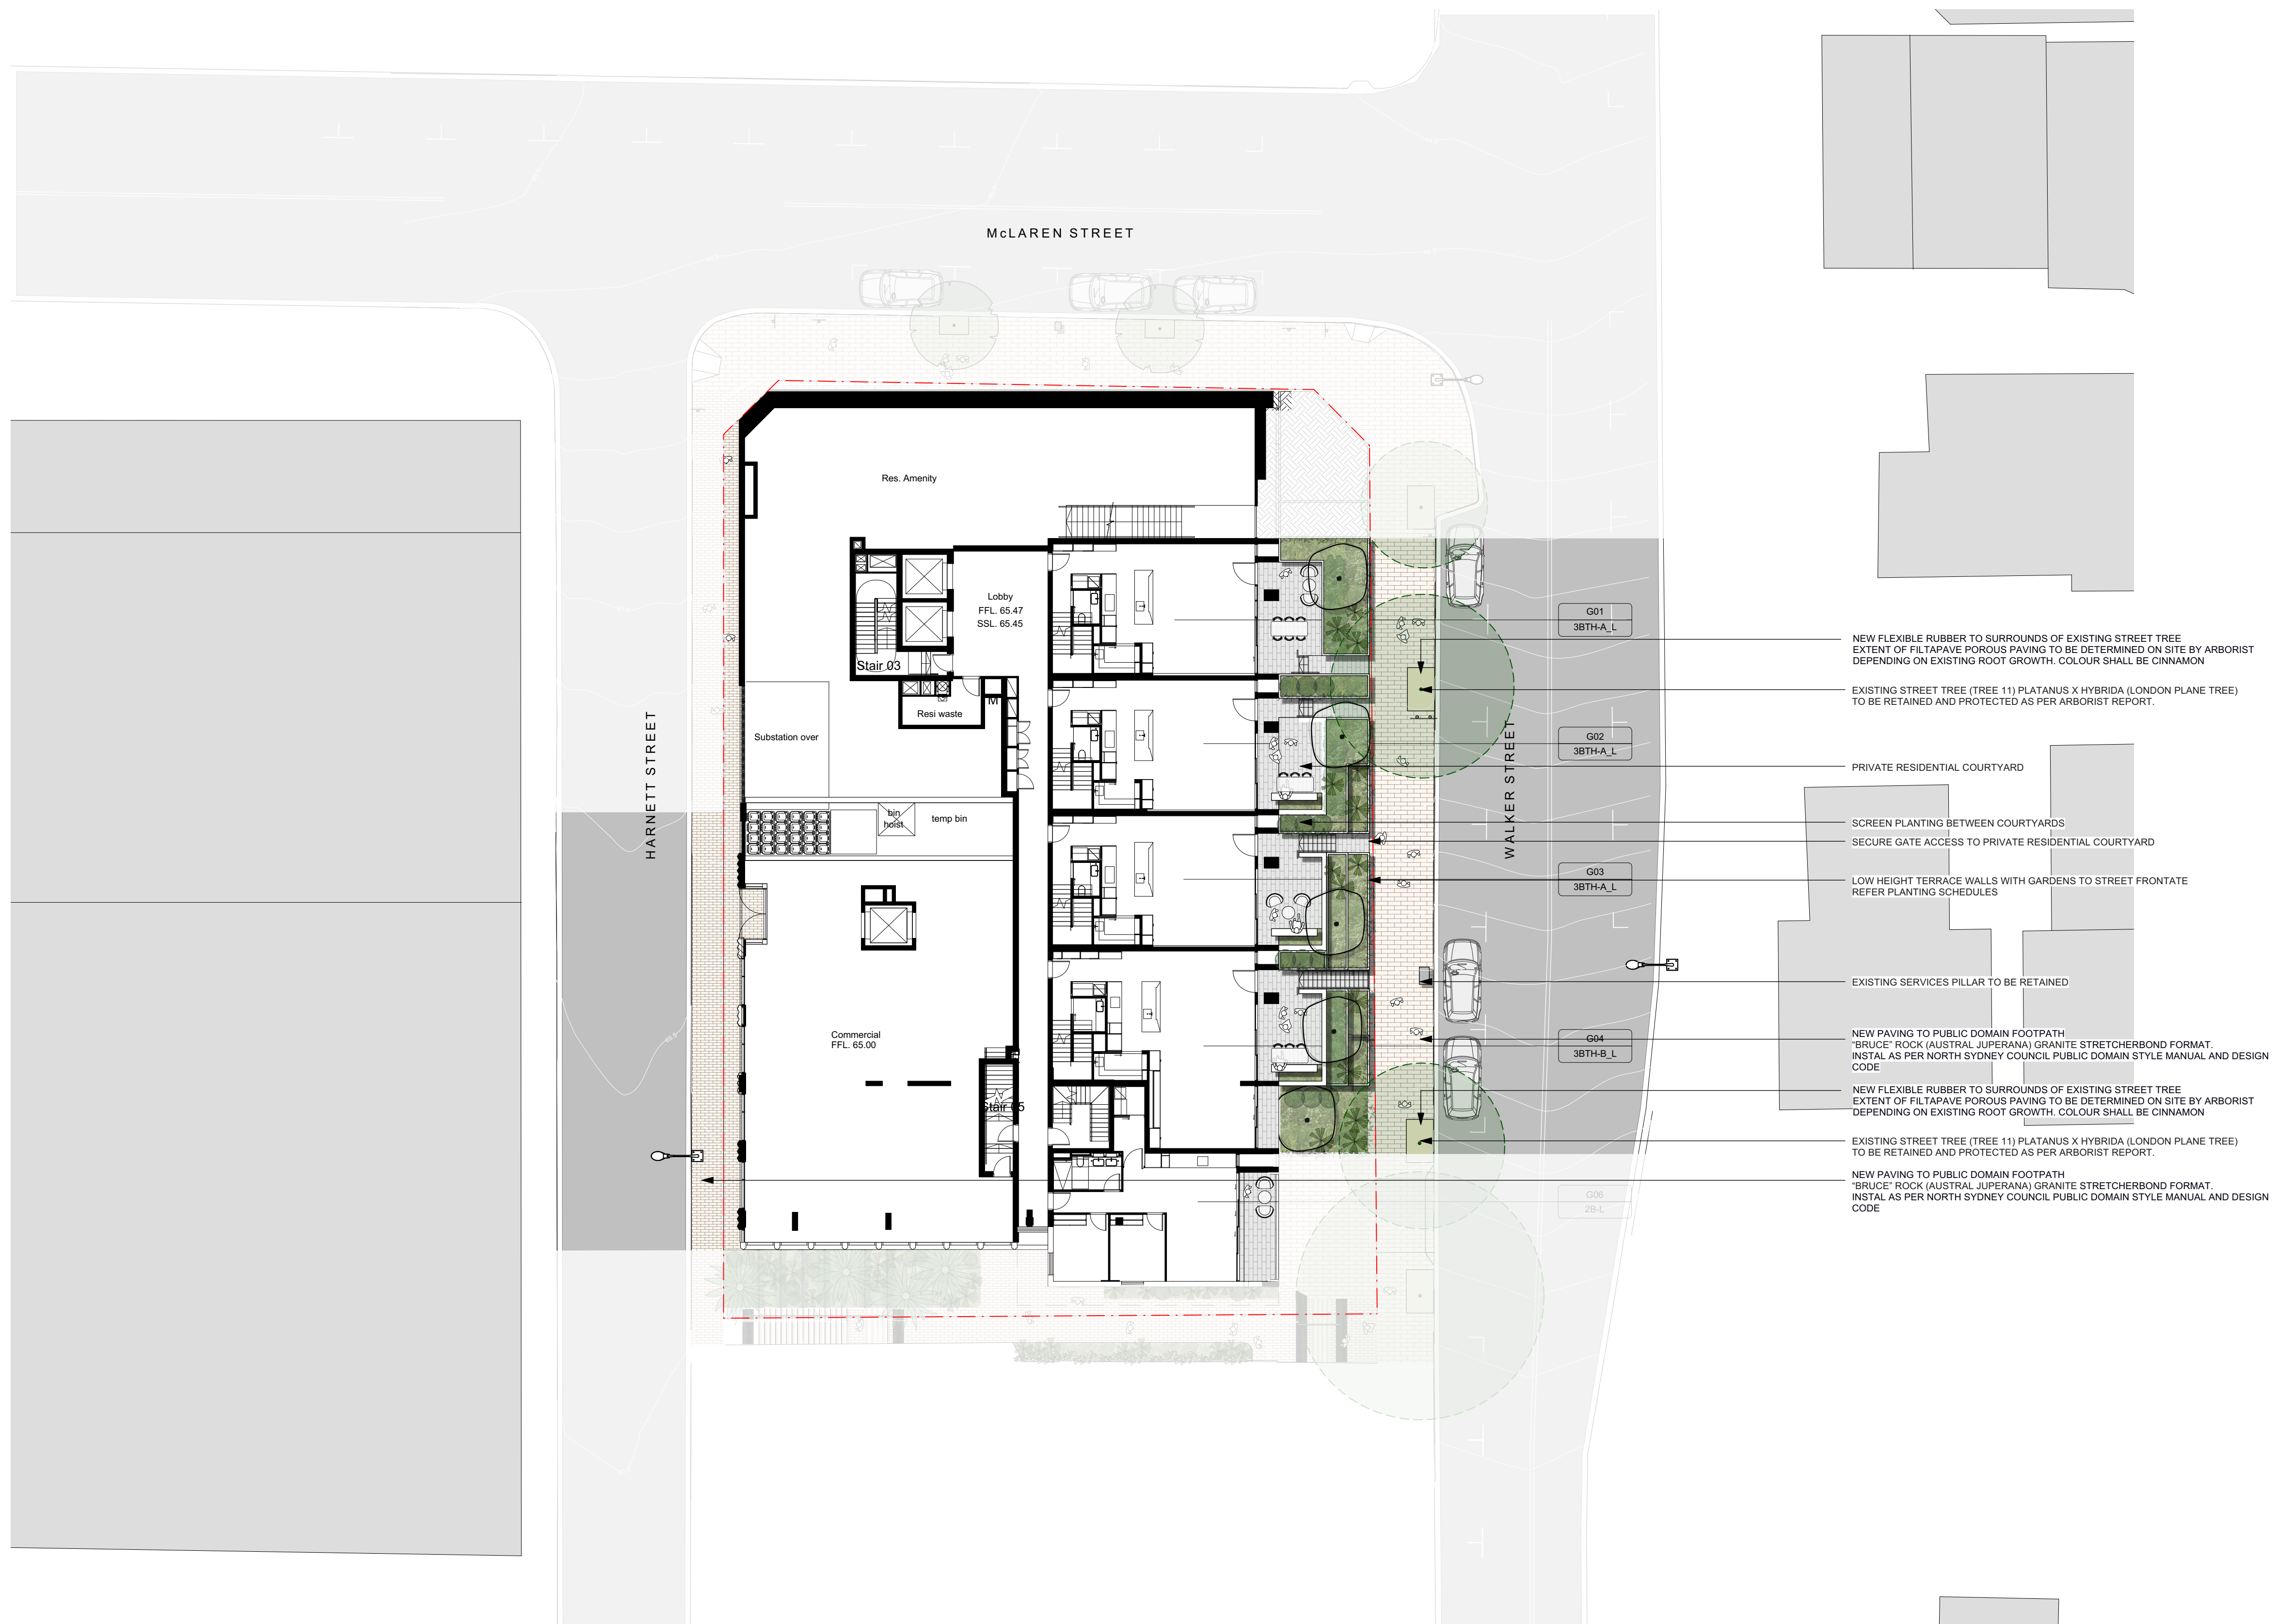 McLAREN STREET
Res. Amenity
Lobby
FFL. 65.47
SSL. 65.45
Stair 03
M
Resi waste
Substation over
bin
hoist
temp bin
Commercial
FFL. 65.00
Stair 05
HARNETT STREET
WALKER STREET
G01
3BTH-A_L
G02
3BTH-A_L
G03
3BTH-A_L
G04
3BTH-B_L
G06
2B-L
NEW FLEXIBLE RUBBER TO SURROUNDS OF EXISTING STREET TREE
EXTENT OF FILTAPAVE POROUS PAVING TO BE DETERMINED ON SITE BY ARBORIST
DEPENDING ON EXISTING ROOT GROWTH. COLOUR SHALL BE CINNAMON
EXISTING STREET TREE (TREE 11) PLATANUS X HYBRIDA (LONDON PLANE TREE)
TO BE RETAINED AND PROTECTED AS PER ARBORIST REPORT.
PRIVATE RESIDENTIAL COURTYARD
SCREEN PLANTING BETWEEN COURTYARDS
SECURE GATE ACCESS TO PRIVATE RESIDENTIAL COURTYARD
LOW HEIGHT TERRACE WALLS WITH GARDENS TO STREET FRONTATE
REFER PLANTING SCHEDULES
EXISTING SERVICES PILLAR TO BE RETAINED
NEW PAVING TO PUBLIC DOMAIN FOOTPATH
“BRUCE” ROCK (AUSTRAL JUPERANA) GRANITE STRETCHERBOND FORMAT.
INSTAL AS PER NORTH SYDNEY COUNCIL PUBLIC DOMAIN STYLE MANUAL AND DESIGN
CODE
NEW FLEXIBLE RUBBER TO SURROUNDS OF EXISTING STREET TREE
EXTENT OF FILTAPAVE POROUS PAVING TO BE DETERMINED ON SITE BY ARBORIST
DEPENDING ON EXISTING ROOT GROWTH. COLOUR SHALL BE CINNAMON
EXISTING STREET TREE (TREE 11) PLATANUS X HYBRIDA (LONDON PLANE TREE)
TO BE RETAINED AND PROTECTED AS PER ARBORIST REPORT.
NEW PAVING TO PUBLIC DOMAIN FOOTPATH
“BRUCE” ROCK (AUSTRAL JUPERANA) GRANITE STRETCHERBOND FORMAT.
INSTAL AS PER NORTH SYDNEY COUNCIL PUBLIC DOMAIN STYLE MANUAL AND DESIGN
CODE